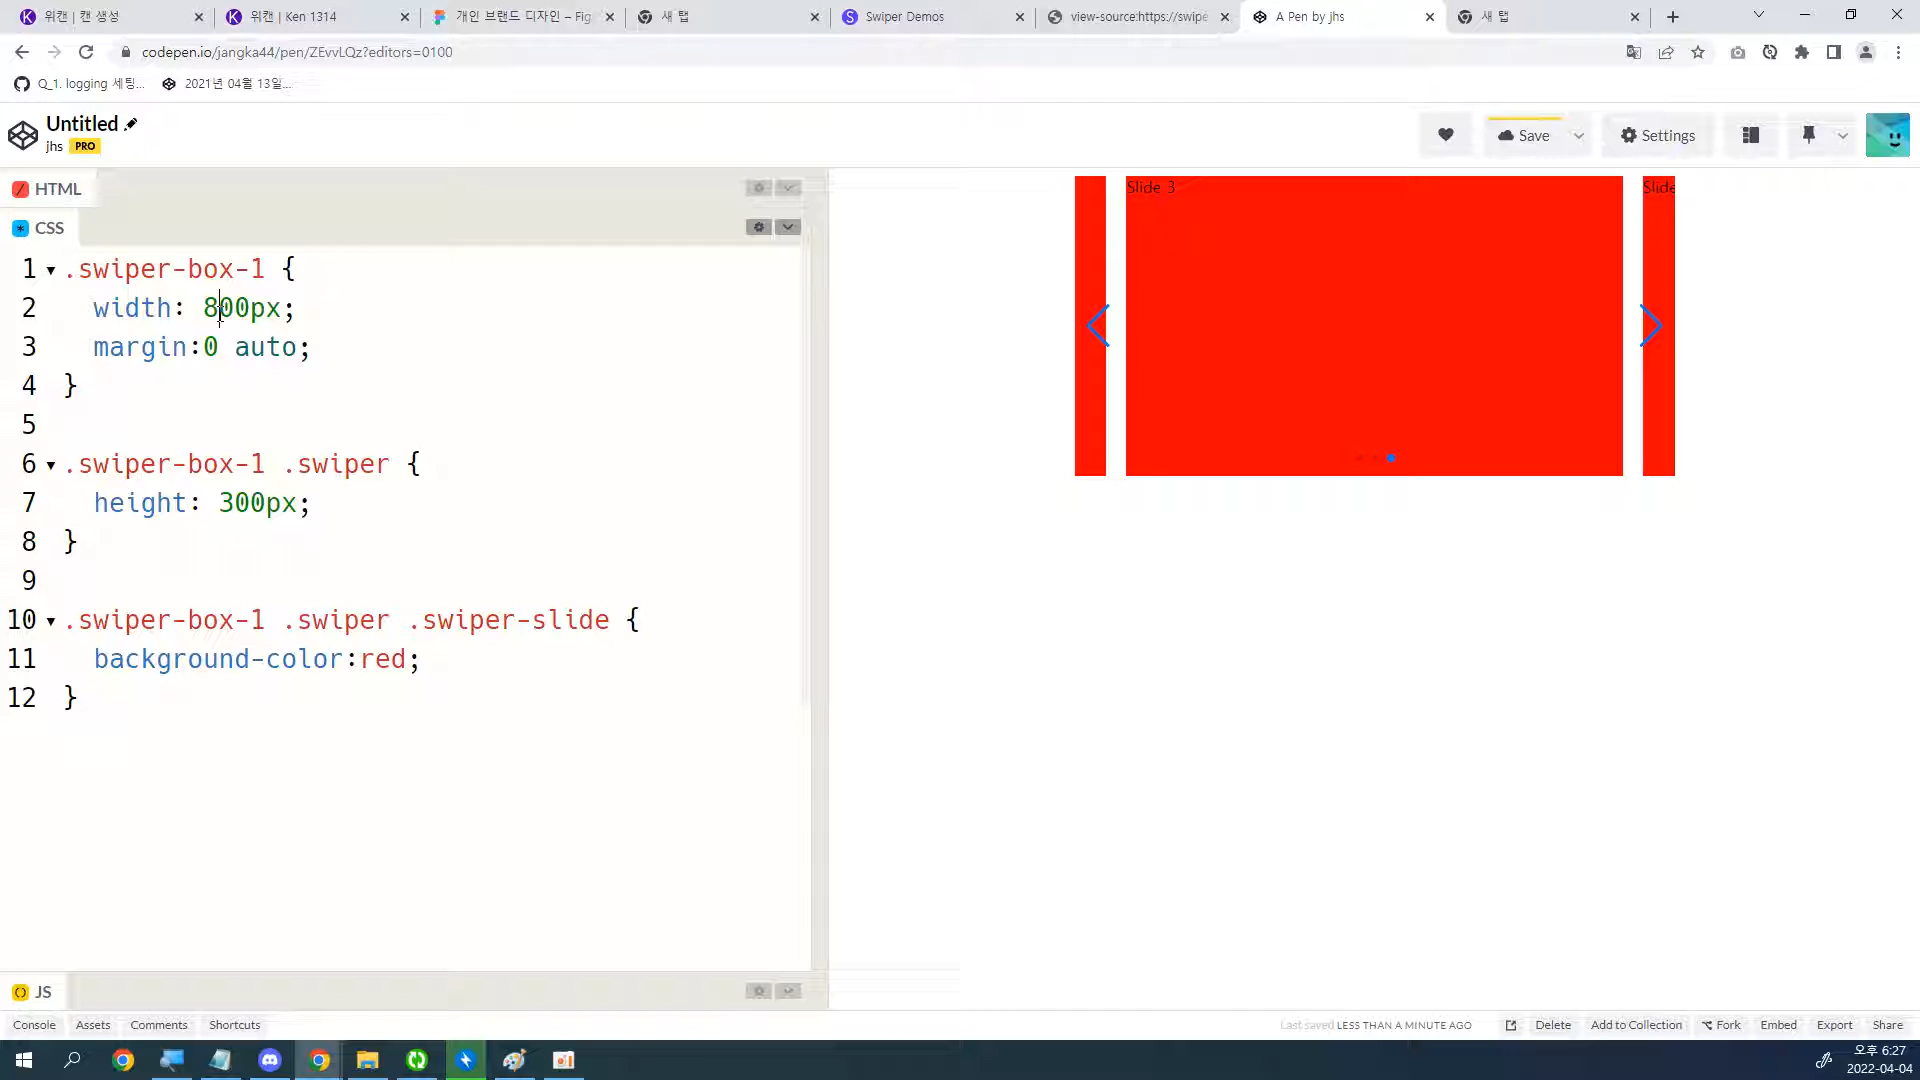 위캔 | 캔 생성
위캔 | Ken 1314
개인 브랜드 디자인 – Fig
새 탭
Swiper Demos
view-source:https://swipe
A Pen by jhs
새 탭
codepen.io/jangka44/pen/ZEvvLQz?editors=0100
Q_1. logging 세팅...
2021년 04월 13일...
Untitled
jhs PRO
Save
Settings
HTML
CSS
1 .swiper-box-1 {
2 width: 800px;
3 margin:0 auto;
4 }
5
6 .swiper-box-1 .swiper {
7 height: 300px;
8 }
9
10 .swiper-box-1 .swiper .swiper-slide {
11 background-color:red;
12 }
Slide 3
Slide
JS
Console
Assets
Comments
Shortcuts
Last saved LESS THAN A MINUTE AGO
Delete
Add to Collection
Fork
Embed
Export
Share
오후 6:27
2022-04-04